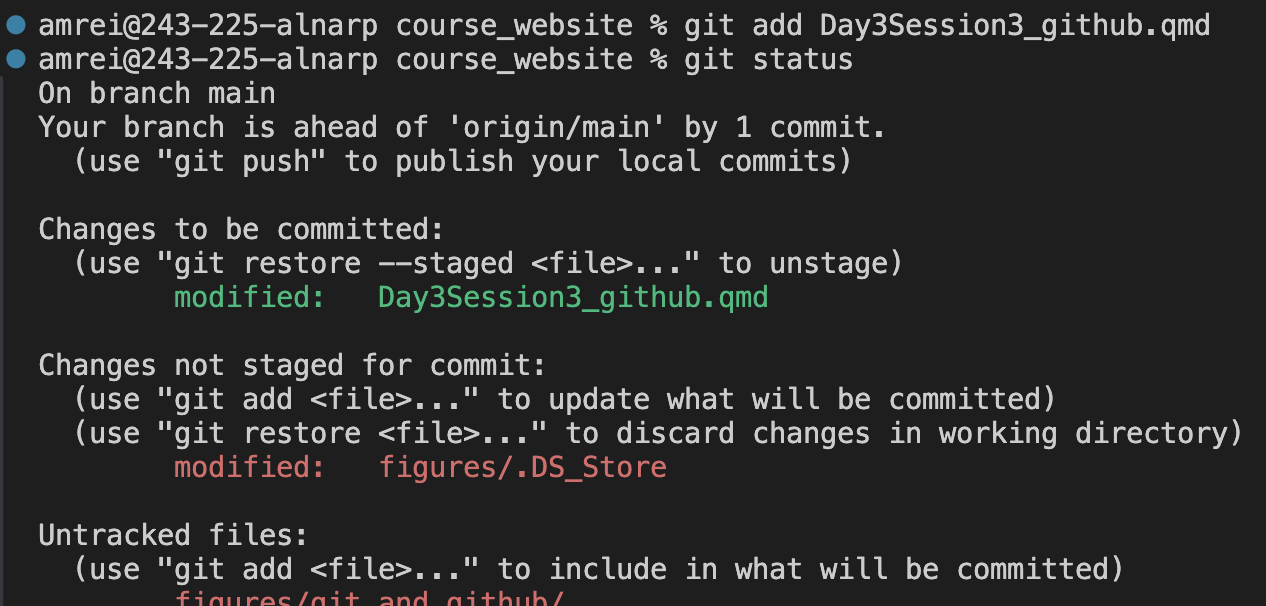 amrei@243-225-alnarp course_website % git add Day3Session3_github.qmd
amrei@243-225-alnarp course_website % git status
On branch main
Your branch is ahead of 'origin/main' by 1 commit.
  (use "git push" to publish your local commits)

Changes to be committed:
  (use "git restore --staged <file>..." to unstage)
        modified:   Day3Session3_github.qmd

Changes not staged for commit:
  (use "git add <file>..." to update what will be committed)
  (use "git restore <file>..." to discard changes in working directory)
        modified:   figures/.DS_Store

Untracked files:
  (use "git add <file>..." to include in what will be committed)
        figures/git_and_github/